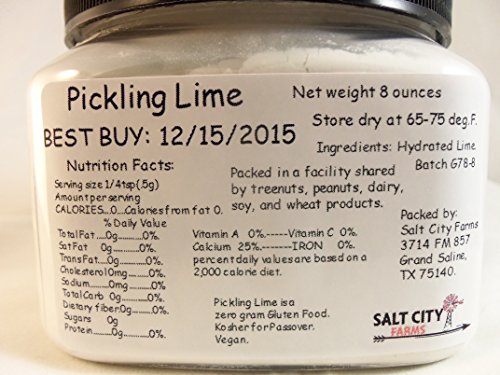 Pickling Lime
Net weight 8 ounces
BEST BUY: 12/15/2015
Store dry at 65-75 deg.F.
Ingredients: Hydrated Lime
Batch G78-8
Nutrition Facts:
Serving size 1/4tsp(.5g)
Amount per serving
CALORIES...0...Calories from fat 0.
% Daily Value
Total Fat....0g.......0%.
Sat Fat    0g........0%.
Trans Fat....0g........0%.
Cholesterol 0mg.......0%.
Sodium.....0mg.......0%.
Total Carb  0g........0%.
Dietary fiber 0g.......0%.
Sugars    0g
Protein.....0g......0%.
Packed in a facility shared
by treenuts, peanuts, dairy,
soy, and wheat products.
Vitamin A   0%.-----Vitamin C  0%.
Calcium  25%.-------IRON   0%.
percent daily values are based on a
2,000 calorie diet.
Pickling Lime is a
zero gram Gluten Food.
Kosher for Passover.
Vegan.
Packed by:
Salt City Farms
3714 FM 857
Grand Saline,
TX 75140.
SALT CITY
FARMS